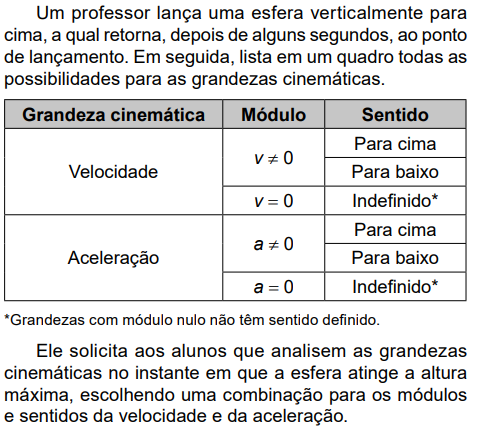 Um professor lança uma esfera verticalmente para
cima, a qual retorna, depois de alguns segundos, ao ponto
de lançamento. Em seguida, lista em um quadro todas as
possibilidades para as grandezas cinemáticas.
Grandeza cinemática Módulo Sentido
Velocidade v ≠ 0 Para cima
Para baixo
v = 0 Indefinido*
Aceleração a ≠ 0 Para cima
Para baixo
a = 0 Indefinido*
*Grandezas com módulo nulo não têm sentido definido.
Ele solicita aos alunos que analisem as grandezas
cinemáticas no instante em que a esfera atinge a altura
máxima, escolhendo uma combinação para os módulos
e sentidos da velocidade e da aceleração.